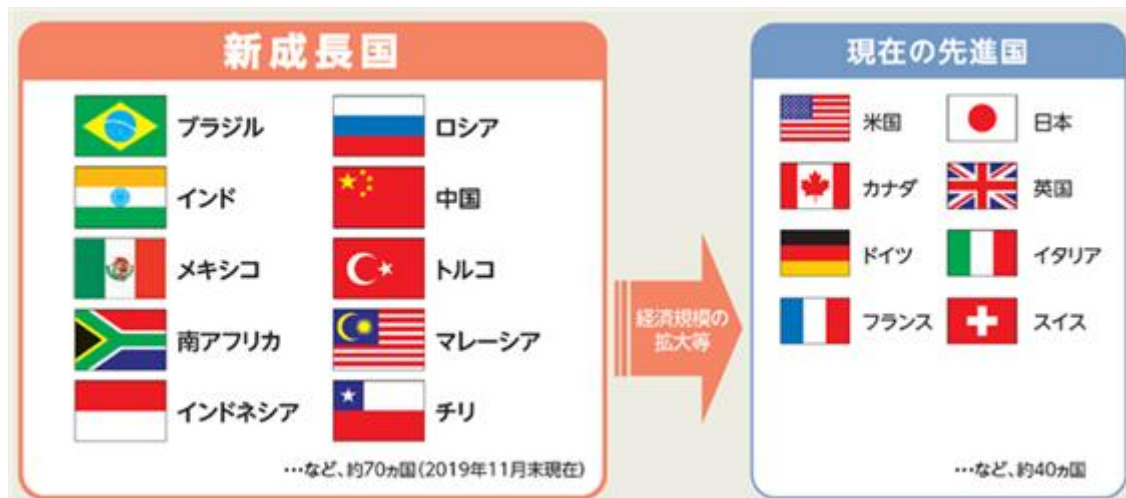 新成長国
ブラジル
ロシア
インド
中国
メキシコ
トルコ
南アフリカ
マレーシア
インドネシア
チリ
…など、約70ヵ国(2019年11月末現在)
経済規模の
拡大等
現在の先進国
米国
日本
カナダ
英国
ドイツ
イタリア
フランス
スイス
…など、約40ヵ国